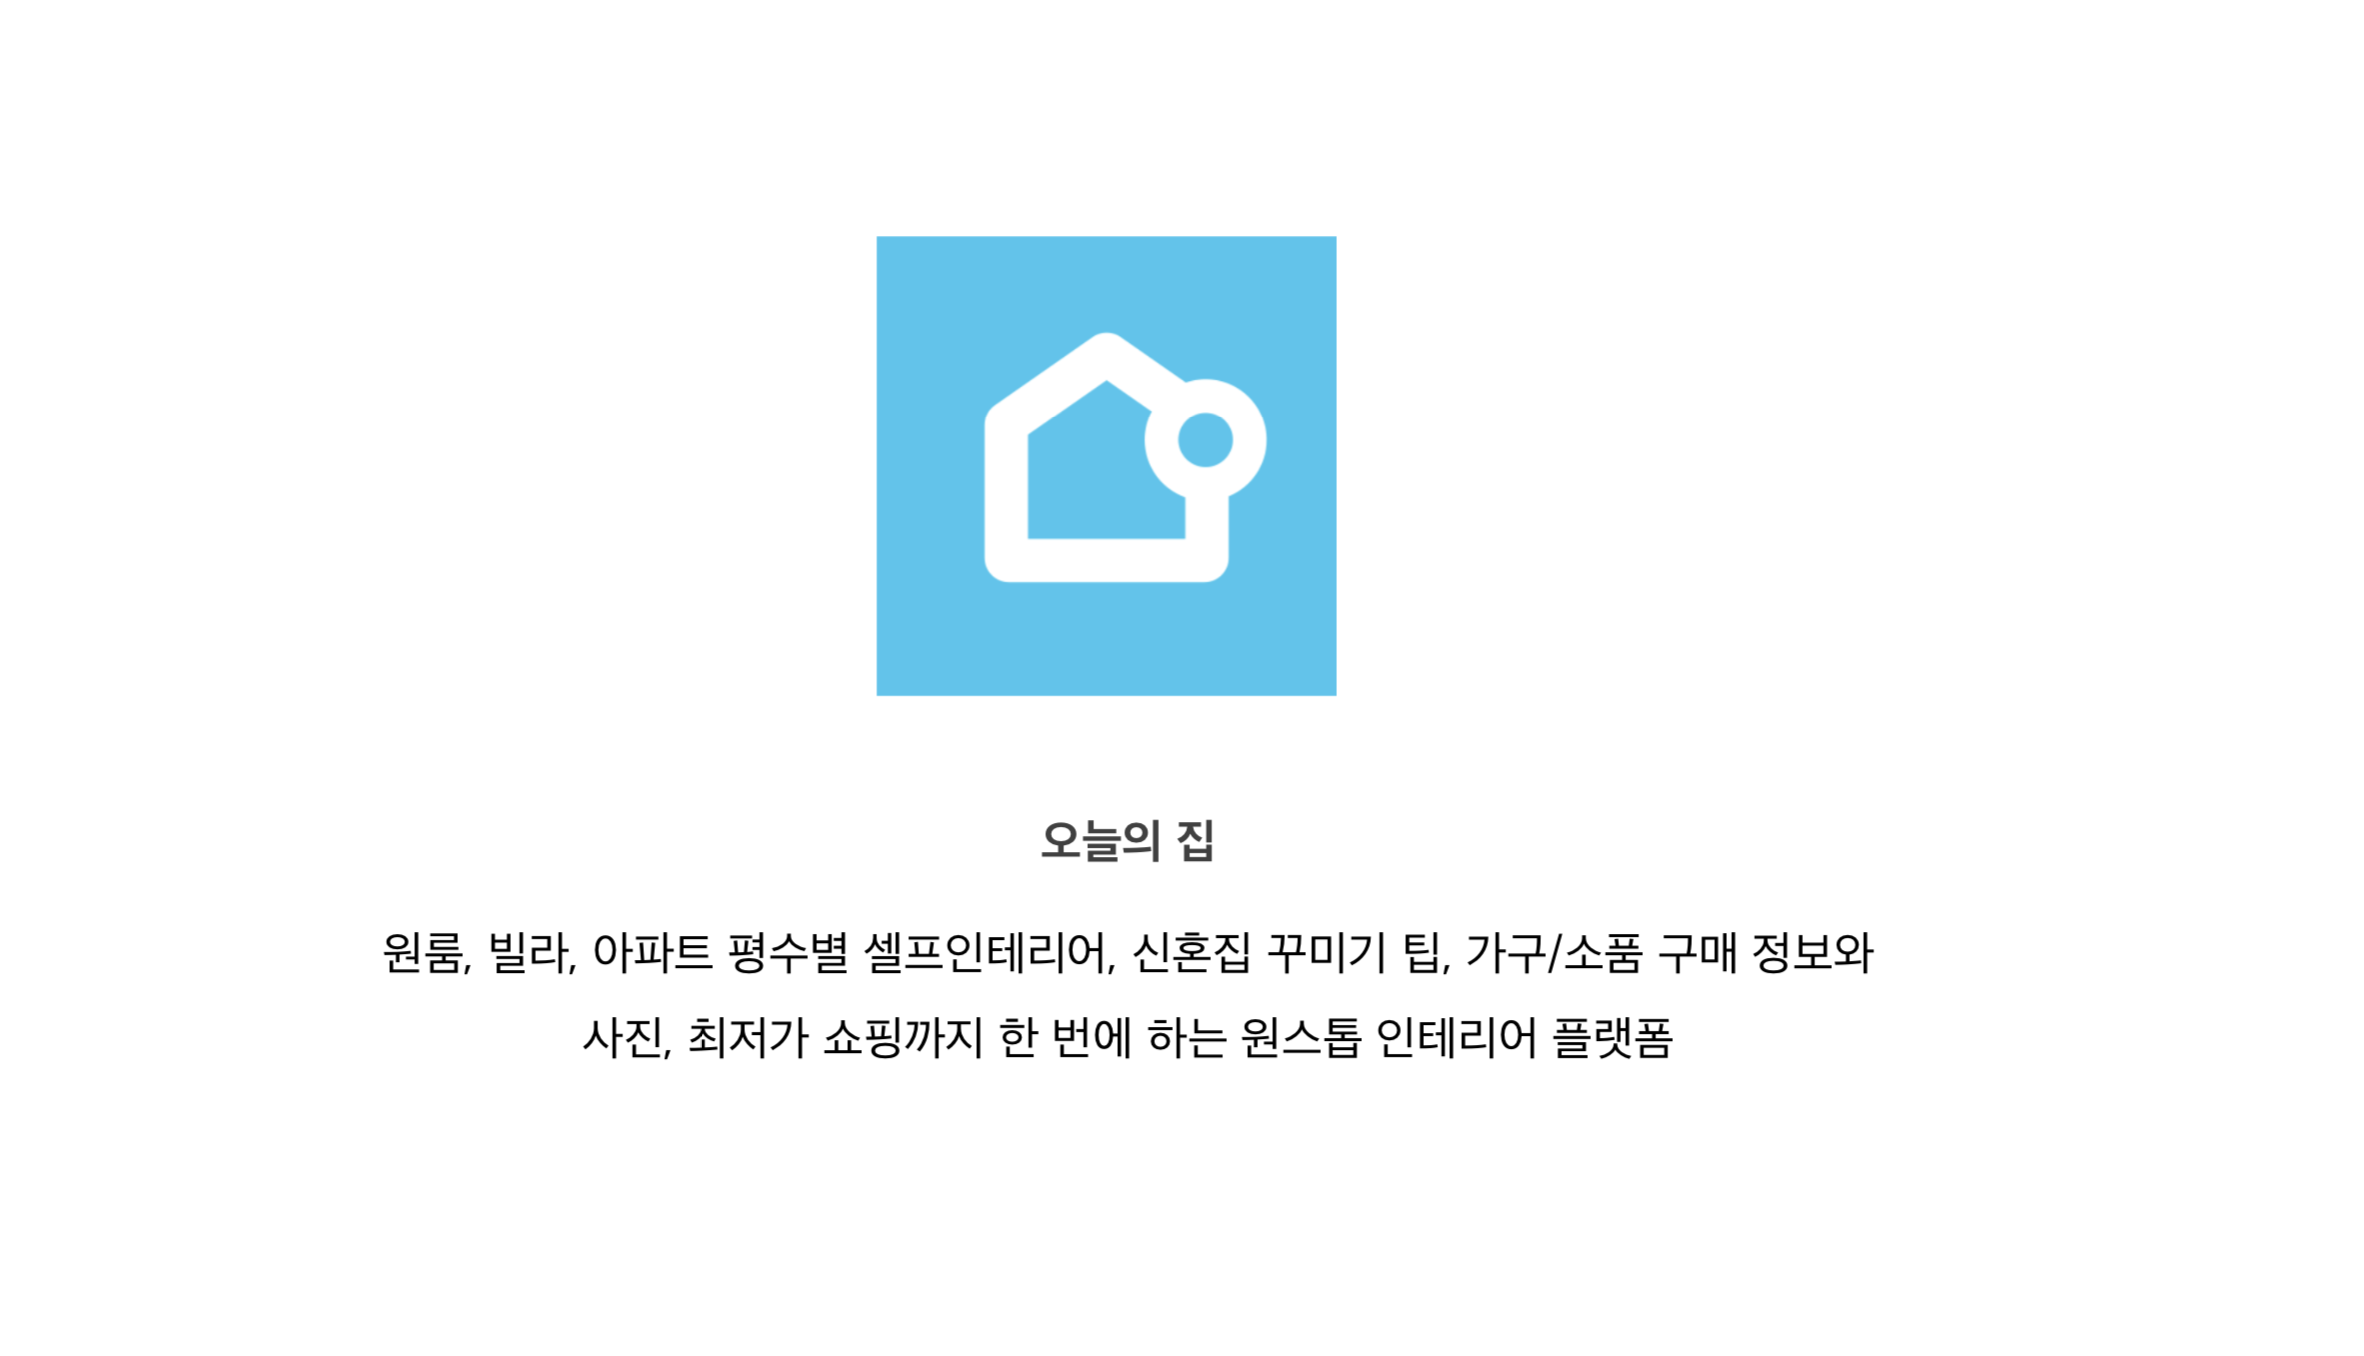 오늘의 집
원룸, 빌라, 아파트 평수별 셀프인테리어, 신혼집 꾸미기 팁, 가구/소품 구매 정보와
사진, 최저가 쇼핑까지 한 번에 하는 원스톱 인테리어 플랫폼